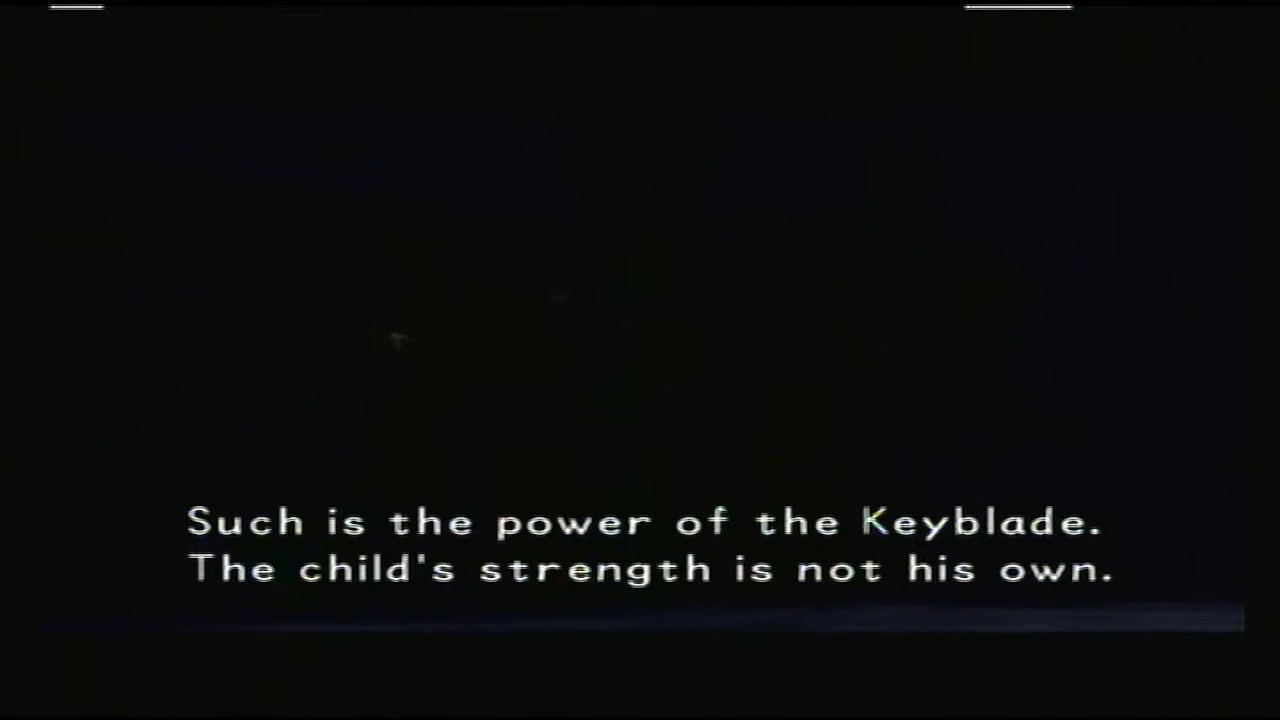 Such is the power of the Keyblade.
The child's strength is not his own.